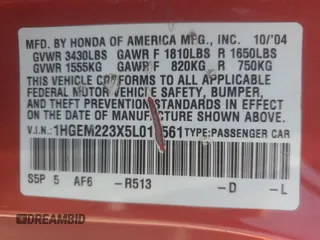 MFD. BY HONDA OF AMERICA MFG., INC. 10/'04
GVWR 3430LBS GAWR F 1810LBS R 1650LBS
GVWR 1555KG GAWR F 820KG R 750KG
THIS VEHICLE CONFORMS TO ALL APPLICABLE
FEDERAL MOTOR VEHICLE SAFETY, BUMPER,
AND THEFT PREVENTION STANDARDS IN EFFECT
ON THE DATE OF MANUFACTURE SHOWN ABOVE.
V.I.N: TYPE:PASSENGER CAR
S5P 5 AF6 -R513 -D -L
DREAMBID